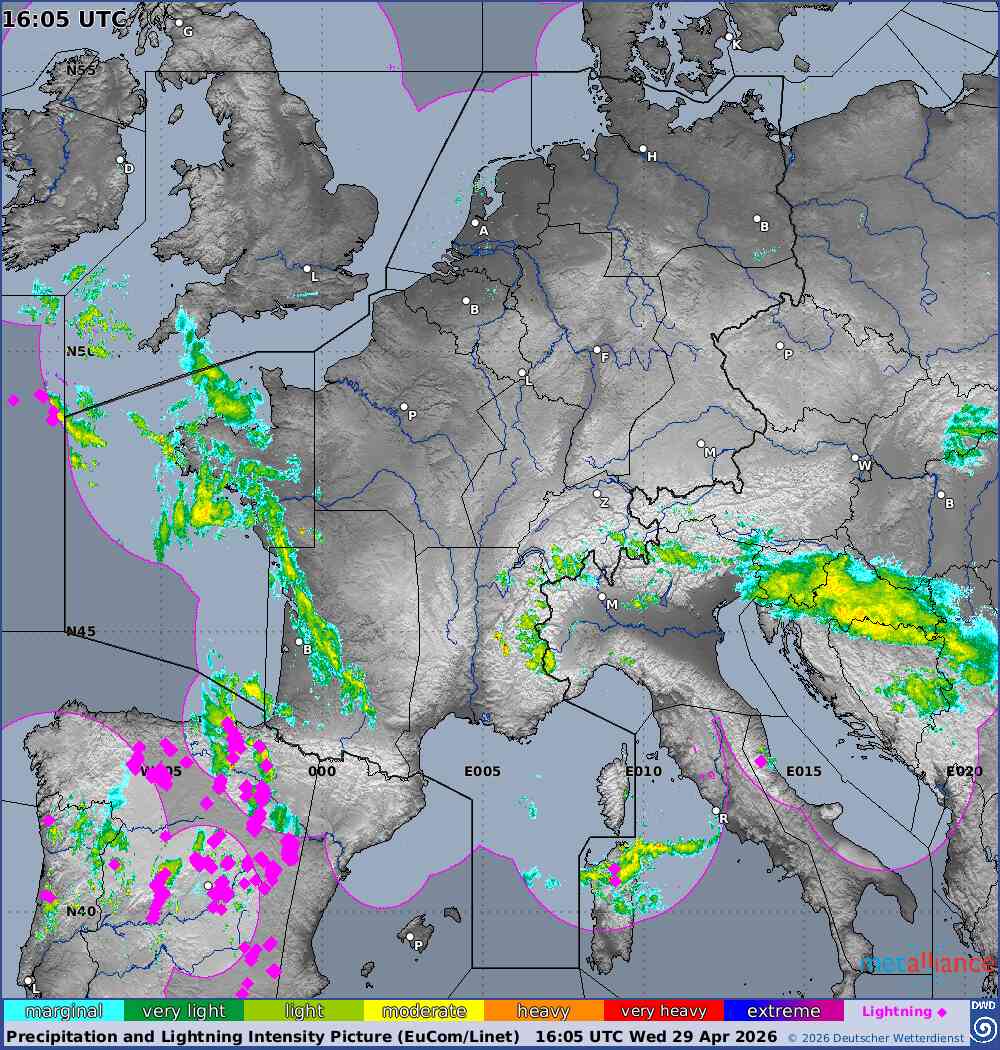 16:05 UTC
G
K
N55
H
D
A
B
L
B
N50
F
P
L
P
M
W
Z
B
M
N45
B
W005
000
E005
E010
E015
E020
R
N40
P
L
metalliance
marginal very light light moderate heavy very heavy extreme Lightning
DWD
Precipitation and Lightning Intensity Picture (EuCom/Linet) 16:05 UTC Wed 29 Apr 2026 © 2026 Deutscher Wetterdienst